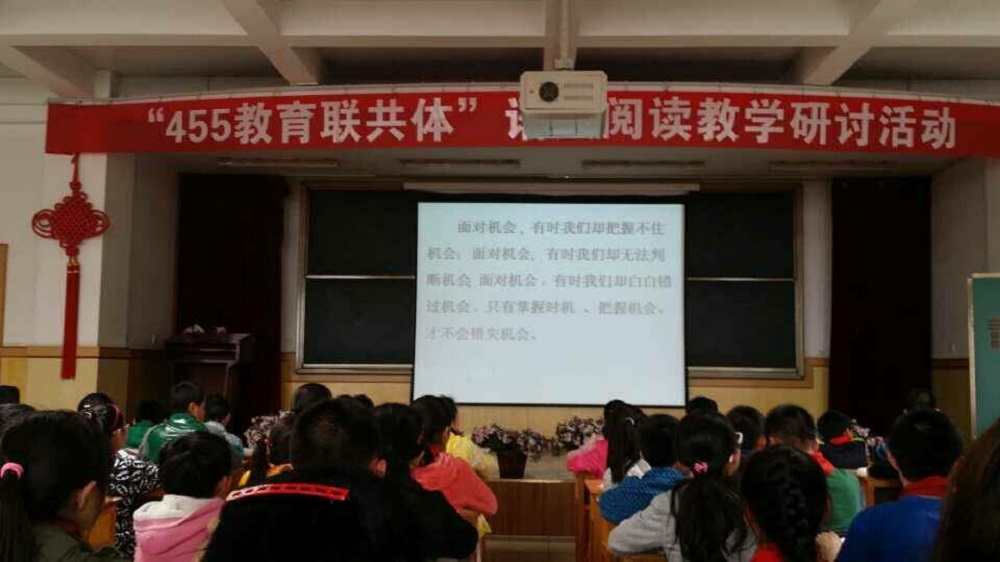 “455教育联共体” 阅读教学研讨活动
面对机会，有时我们却把握不住
机会；面对机会，有时我们却无法判
断机会 面对机会，有时我们却白白错
过机会。只有掌握时机 、把握机会。
才不会错失机会。